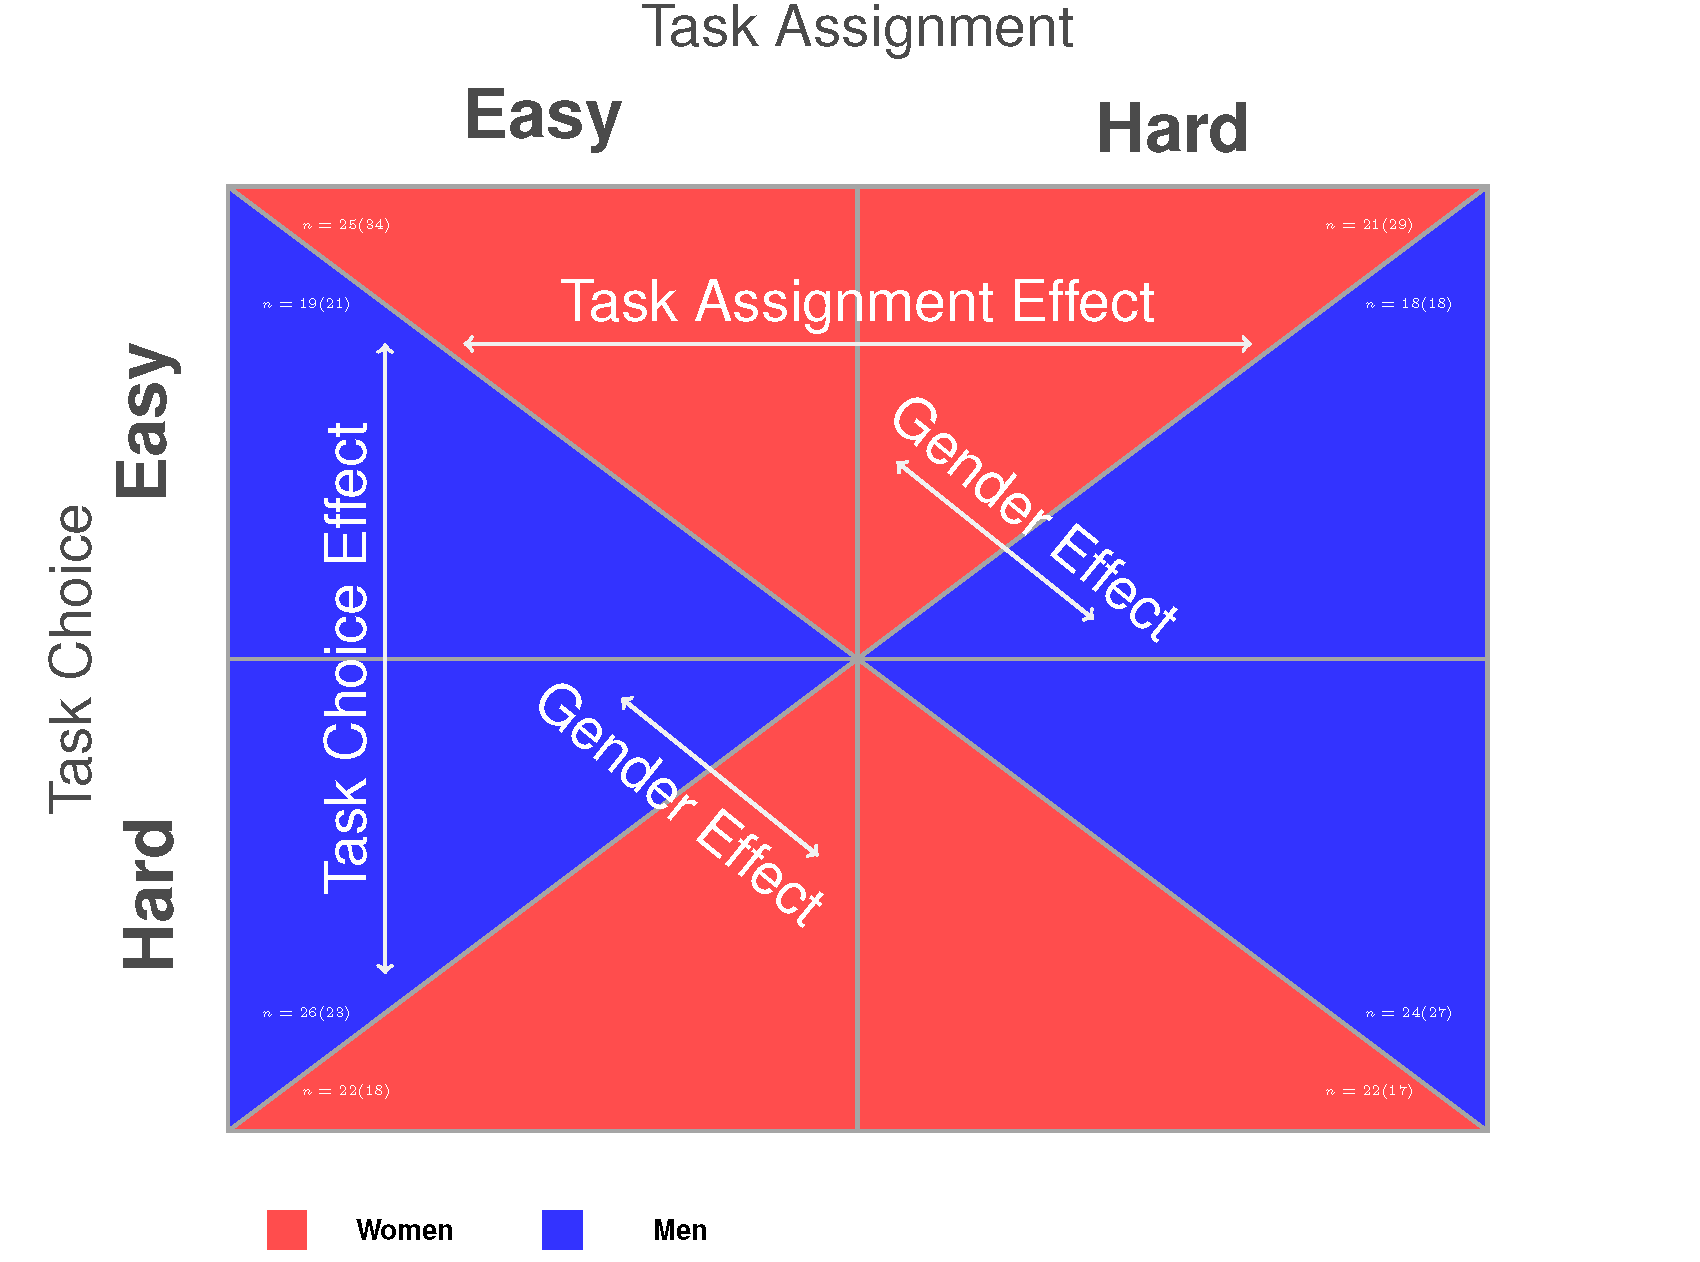 Task Assignment
Easy
Hard
n = 25(34)
n = 21(29)
n = 19(21)
n = 18(18)
Task Assignment Effect
Gender Effect
Easy
Task Choice
Hard
Task Choice Effect
Gender Effect
n = 26(23)
n = 24(27)
n = 22(18)
n = 22(17)
Women
Men